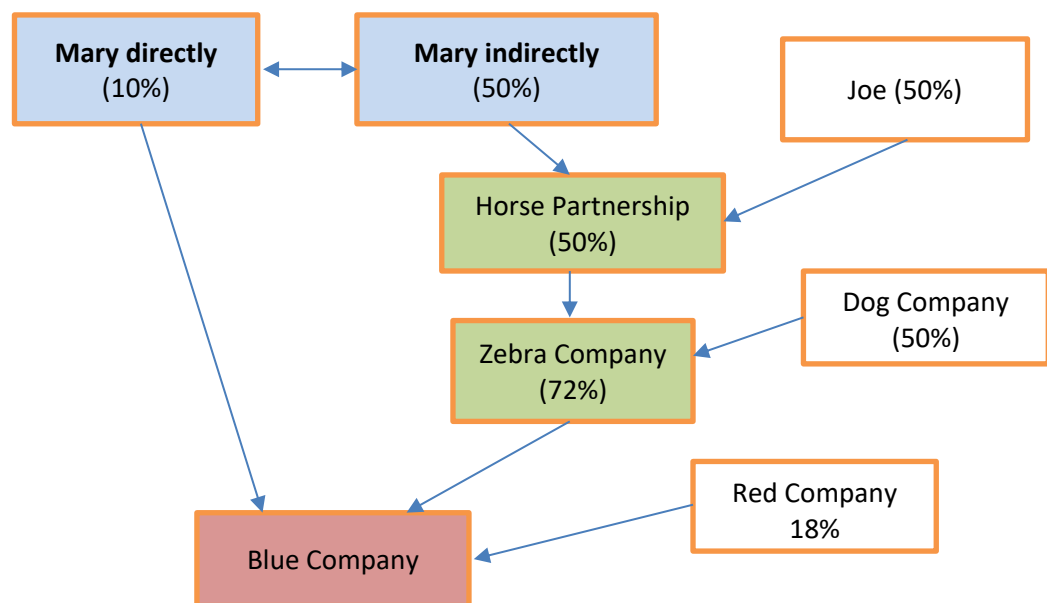 Mary directly
(10%)
Mary indirectly
(50%)
Joe (50%)
Horse Partnership
(50%)
Dog Company
(50%)
Zebra Company
(72%)
Red Company
18%
Blue Company